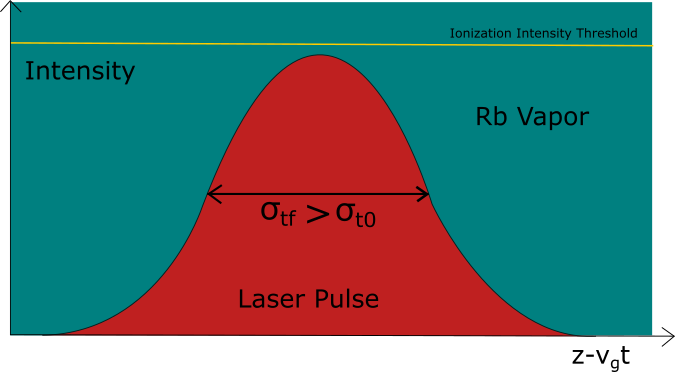 Ionization Intensity Threshold
Intensity
Rb Vapor
σtf > σt0
Laser Pulse
z-vgt